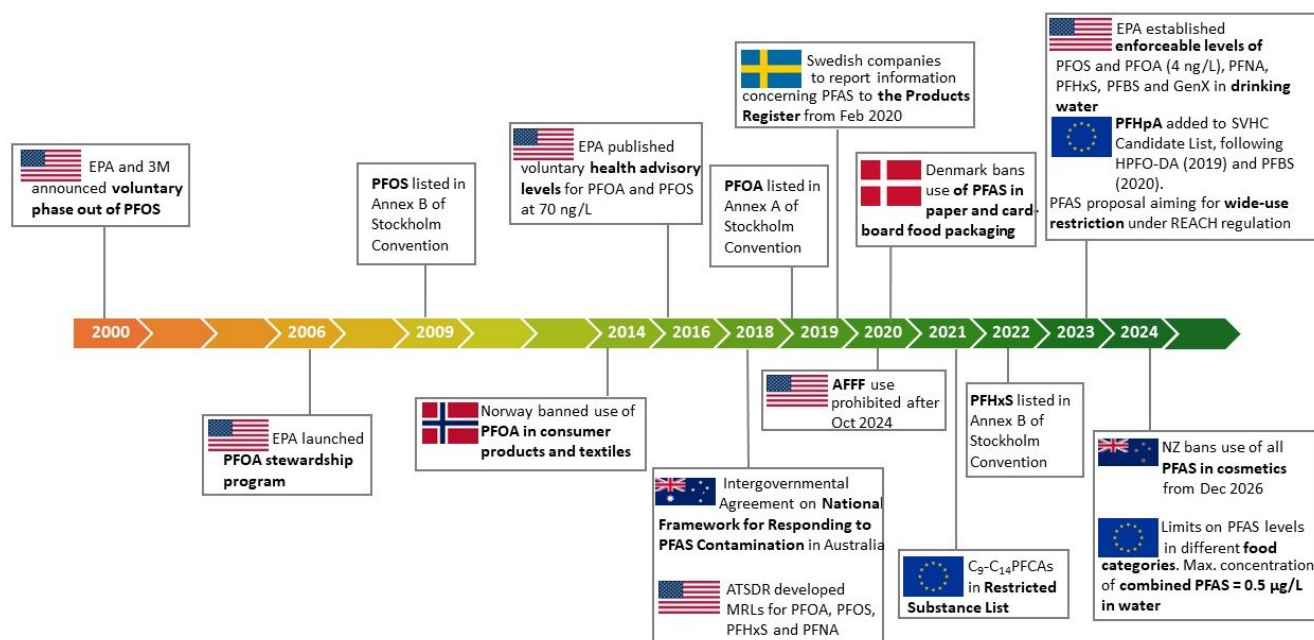 EPA and 3M
announced voluntary
phase out of PFOS
PFOS listed in
Annex B of
Stockholm
Convention
EPA published
voluntary health advisory
levels for PFOA and PFOS
at 70 ng/L
PFOA listed in
Annex A of
Stockholm
Convention
Swedish companies
to report information
concerning PFAS to the Products
Register from Feb 2020
Denmark bans
use of PFAS in
paper and card-
board food packaging
EPA established
enforceable levels of
PFOS and PFOA (4 ng/L), PFNA,
PFHxS, PFBS and GenX in drinking
water
PFHpA added to SVHC
Candidate List, following
HPFO-DA (2019) and PFBS
(2020).
PFAS proposal aiming for wide-use
restriction under REACH regulation
2000 2006 2009 2014 2016 2018 2019 2020 2021 2022 2023 2024
EPA launched
PFOA stewardship
program
Norway banned use of
PFOA in consumer
products and textiles
Intergovernmental
Agreement on National
Framework for Responding to
PFAS Contamination in Australia
ATSDR developed
MRLs for PFOA, PFOS,
PFHxS and PFNA
AFFF use
prohibited after
Oct 2024
C₉-C₁₄PFCAs
in Restricted
Substance List
PFHxS listed in
Annex B of
Stockholm
Convention
NZ bans use of all
PFAS in cosmetics
from Dec 2026
Limits on PFAS levels
in different food
categories. Max. concentration
of combined PFAS = 0.5 µg/L
in water